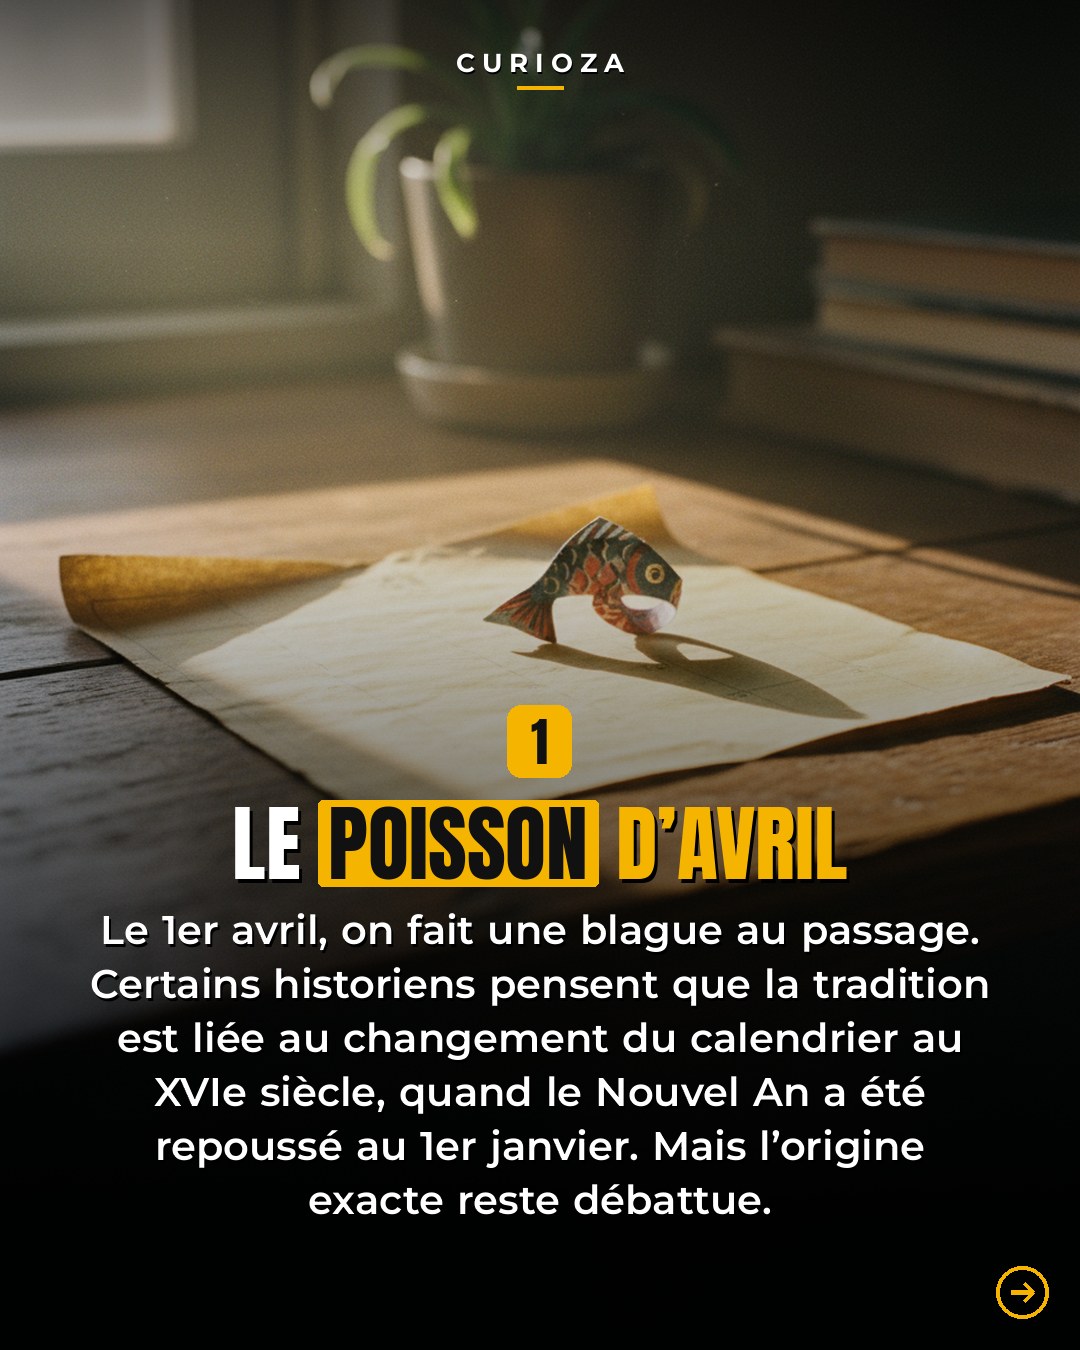 CURIOZA
1
LE POISSON D’AVRIL
Le 1er avril, on fait une blague au passage.
Certains historiens pensent que la tradition
est liée au changement du calendrier au
XVIe siècle, quand le Nouvel An a été
repoussé au 1er janvier. Mais l’origine
exacte reste débattue.